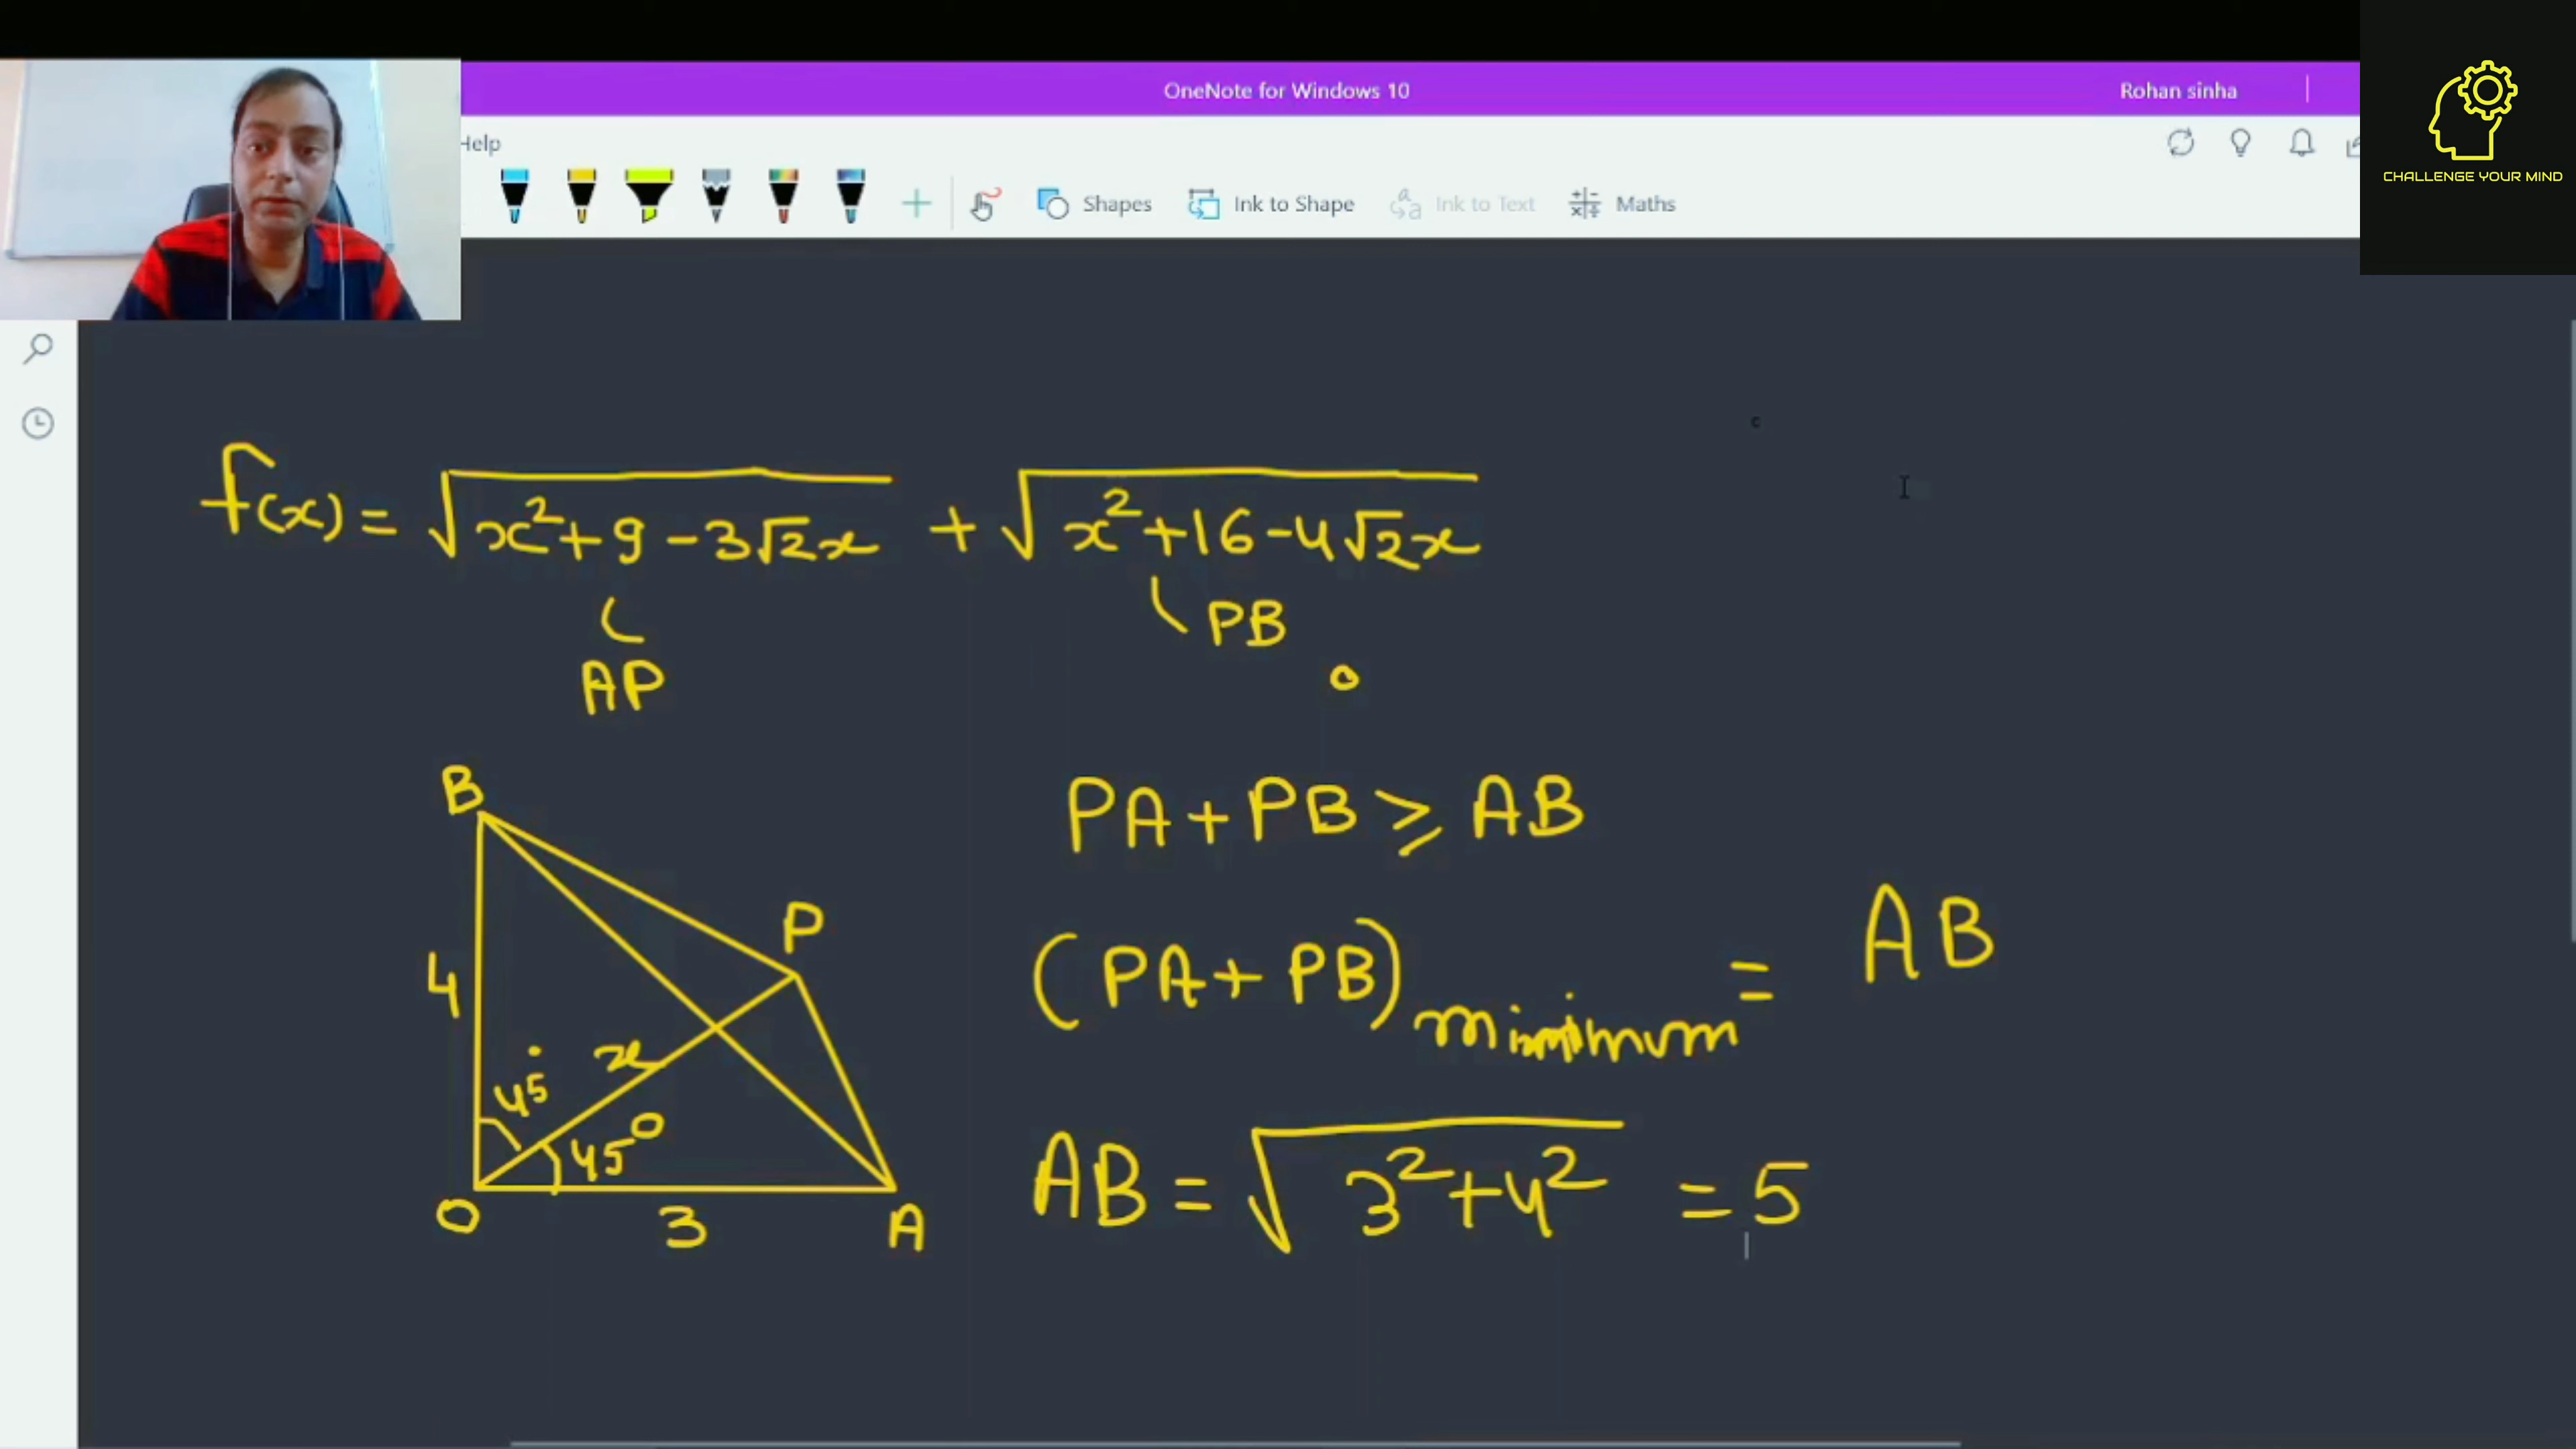 OneNote for Windows 10
Rohan sinha
Help
Shapes
Ink to Shape
Ink to Text
Maths
CHALLENGE YOUR MIND
f(x) = √(x²+9-3√2x) + √(x²+16-4√2x)
AP
PB
B
P
4
x
45°
45°
O
3
A
PA+PB ≥ AB
(PA+PB)minimum = AB
AB = √(3²+4²) = 5